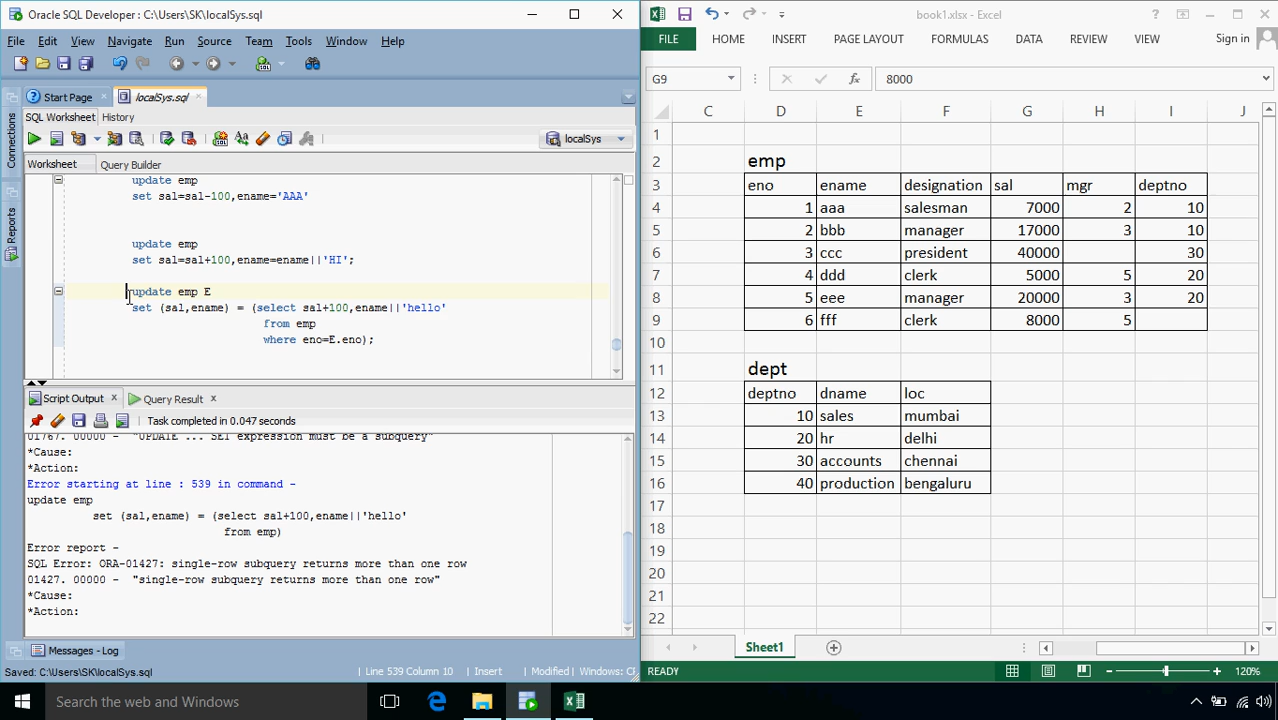 Oracle SQL Developer : C:\Users\SK\localSys.sql
File Edit View Navigate Run Source Team Tools Window Help
Start Page
localSys.sql
SQL Worksheet History
localSys
Worksheet Query Builder
Connections
Reports
update emp
set sal=sal-100,ename='AAA'
update emp
set sal=sal+100,ename=ename||'HI';
update emp E
set (sal,ename) = (select sal+100,ename||'hello'
from emp
where eno=E.eno);
Script Output Query Result
Task completed in 0.047 seconds
01767. 00000 - "UPDATE ... SET expression must be a subquery"
*Cause:
*Action:
Error starting at line : 539 in command -
update emp
set (sal,ename) = (select sal+100,ename||'hello'
from emp)
Error report -
SQL Error: ORA-01427: single-row subquery returns more than one row
01427. 00000 - "single-row subquery returns more than one row"
*Cause:
*Action:
Messages - Log
Saved: C:\Users\SK\localSys.sql
Line 539 Column 10 Insert Modified Windows:
book1.xlsx - Excel
FILE HOME INSERT PAGE LAYOUT FORMULAS DATA REVIEW VIEW Sign in
G9 fx 8000
C D E F G H I J
1
2 emp
3 eno ename designation sal mgr deptno
4 1 aaa salesman 7000 2 10
5 2 bbb manager 17000 3 10
6 3 ccc president 40000 30
7 4 ddd clerk 5000 5 20
8 5 eee manager 20000 3 20
9 6 fff clerk 8000 5
10
11 dept
12 deptno dname loc
13 10 sales mumbai
14 20 hr delhi
15 30 accounts chennai
16 40 production bengaluru
17
18
19
20
21
22
Sheet1
READY 120%
Search the web and Windows